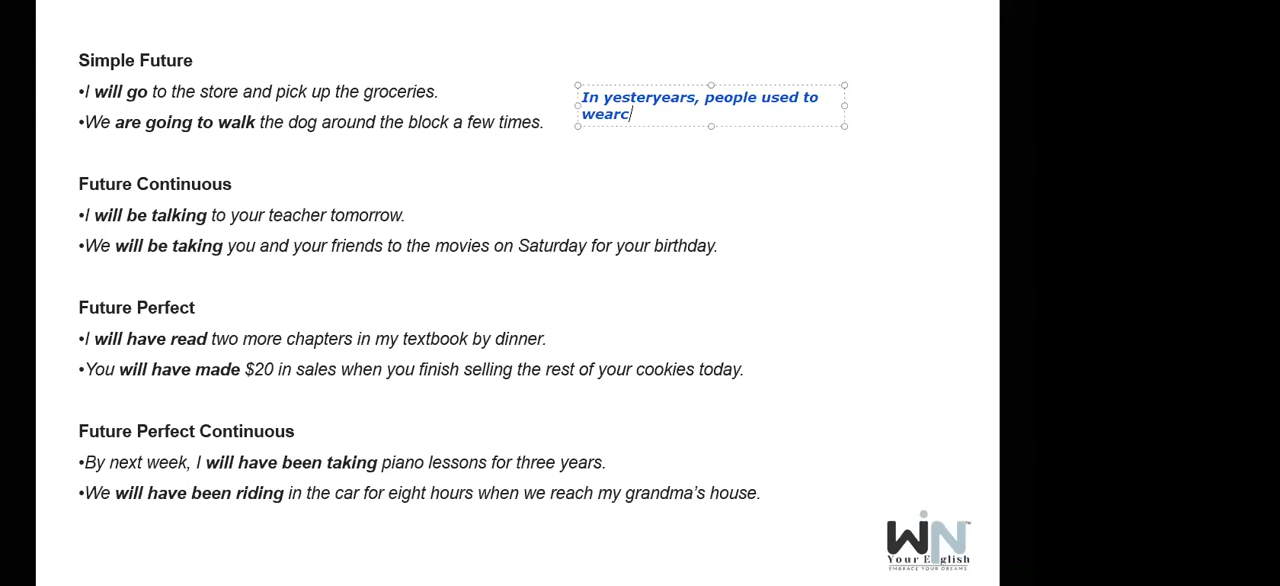 Simple Future
•I will go to the store and pick up the groceries.
In yesteryears, people used to
wearc
•We are going to walk the dog around the block a few times.
Future Continuous
•I will be talking to your teacher tomorrow.
•We will be taking you and your friends to the movies on Saturday for your birthday.
Future Perfect
•I will have read two more chapters in my textbook by dinner.
•You will have made $20 in sales when you finish selling the rest of your cookies today.
Future Perfect Continuous
•By next week, I will have been taking piano lessons for three years.
•We will have been riding in the car for eight hours when we reach my grandma’s house.
WiN™
Your English
EMBRACE YOUR DREAMS